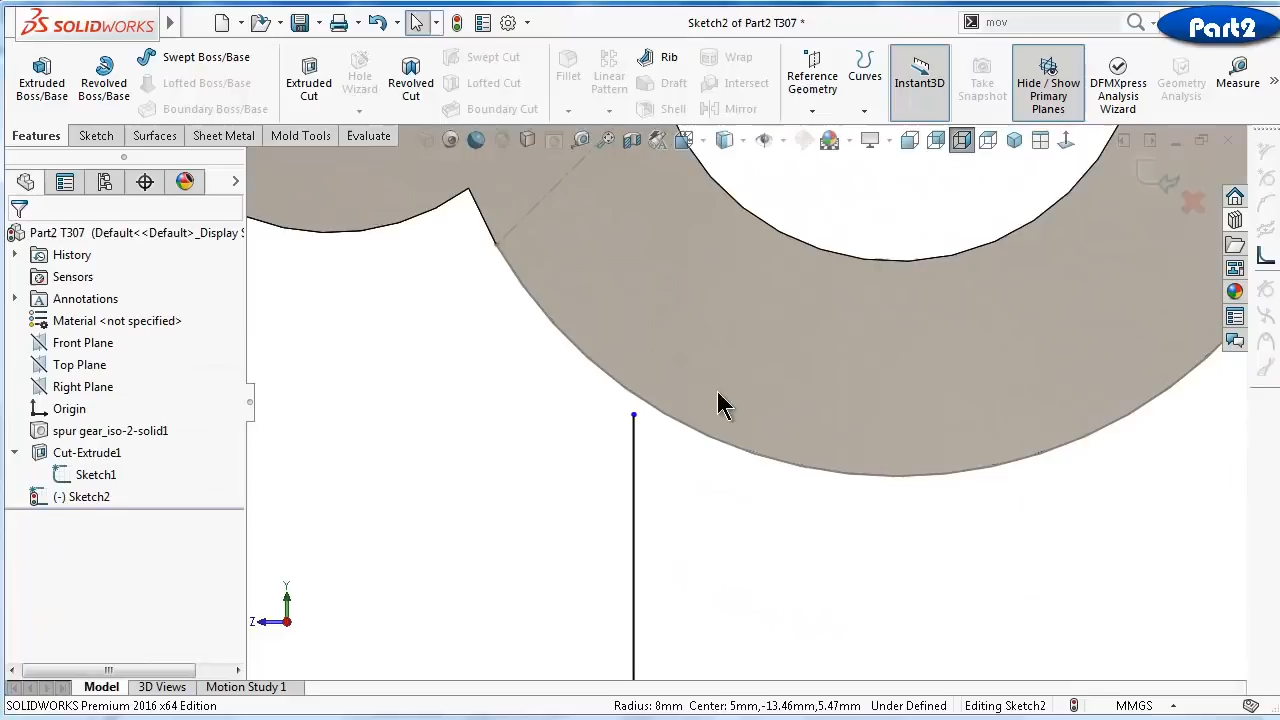 SOLIDWORKS
Sketch2 of Part2 T307 *
mov
Part2
Extruded Boss/Base
Revolved Boss/Base
Swept Boss/Base
Lofted Boss/Base
Boundary Boss/Base
Extruded Cut
Hole Wizard
Revolved Cut
Swept Cut
Lofted Cut
Boundary Cut
Fillet
Linear Pattern
Rib
Draft
Shell
Wrap
Intersect
Mirror
Reference Geometry
Curves
Instant3D
Take Snapshot
Hide / Show Primary Planes
DFMXpress Analysis Wizard
Geometry Analysis
Measure
Features
Sketch
Surfaces
Sheet Metal
Mold Tools
Evaluate
Part2 T307 (Default<<Default>_Display S
History
Sensors
Annotations
Material <not specified>
Front Plane
Top Plane
Right Plane
Origin
spur gear_iso-2-solid1
Cut-Extrude1
Sketch1
(-) Sketch2
Y
Z
Model
3D Views
Motion Study 1
SOLIDWORKS Premium 2016 x64 Edition
Radius: 8mm Center: 5mm,-13.46mm,5.47mm
Under Defined
Editing Sketch2
MMGS